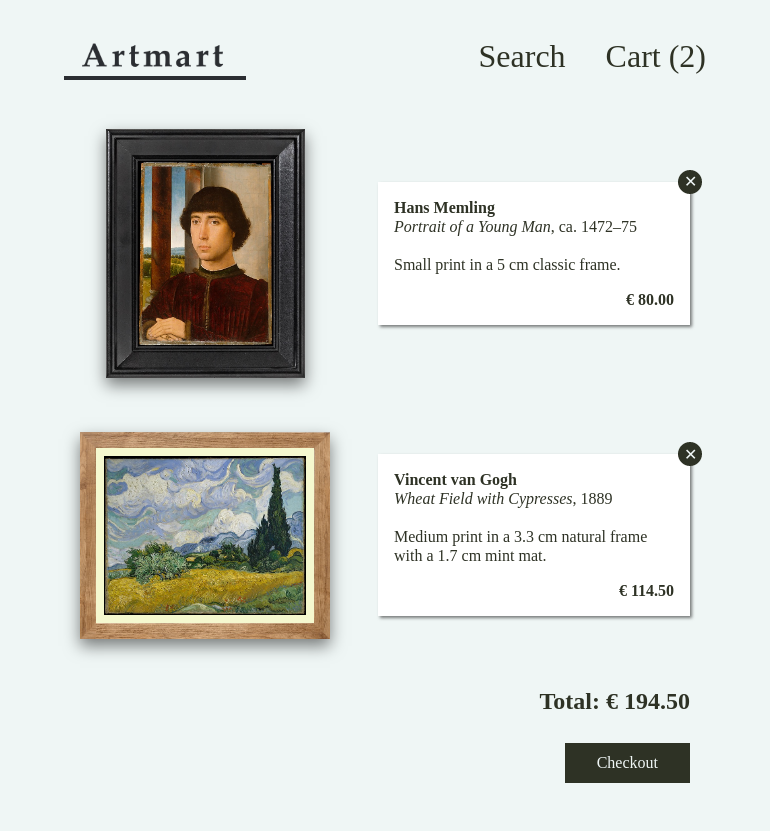 Artmart
Search
Cart (2)
Hans Memling
Portrait of a Young Man, ca. 1472–75
Small print in a 5 cm classic frame.
€ 80.00
Vincent van Gogh
Wheat Field with Cypresses, 1889
Medium print in a 3.3 cm natural frame
with a 1.7 cm mint mat.
€ 114.50
Total: € 194.50
Checkout